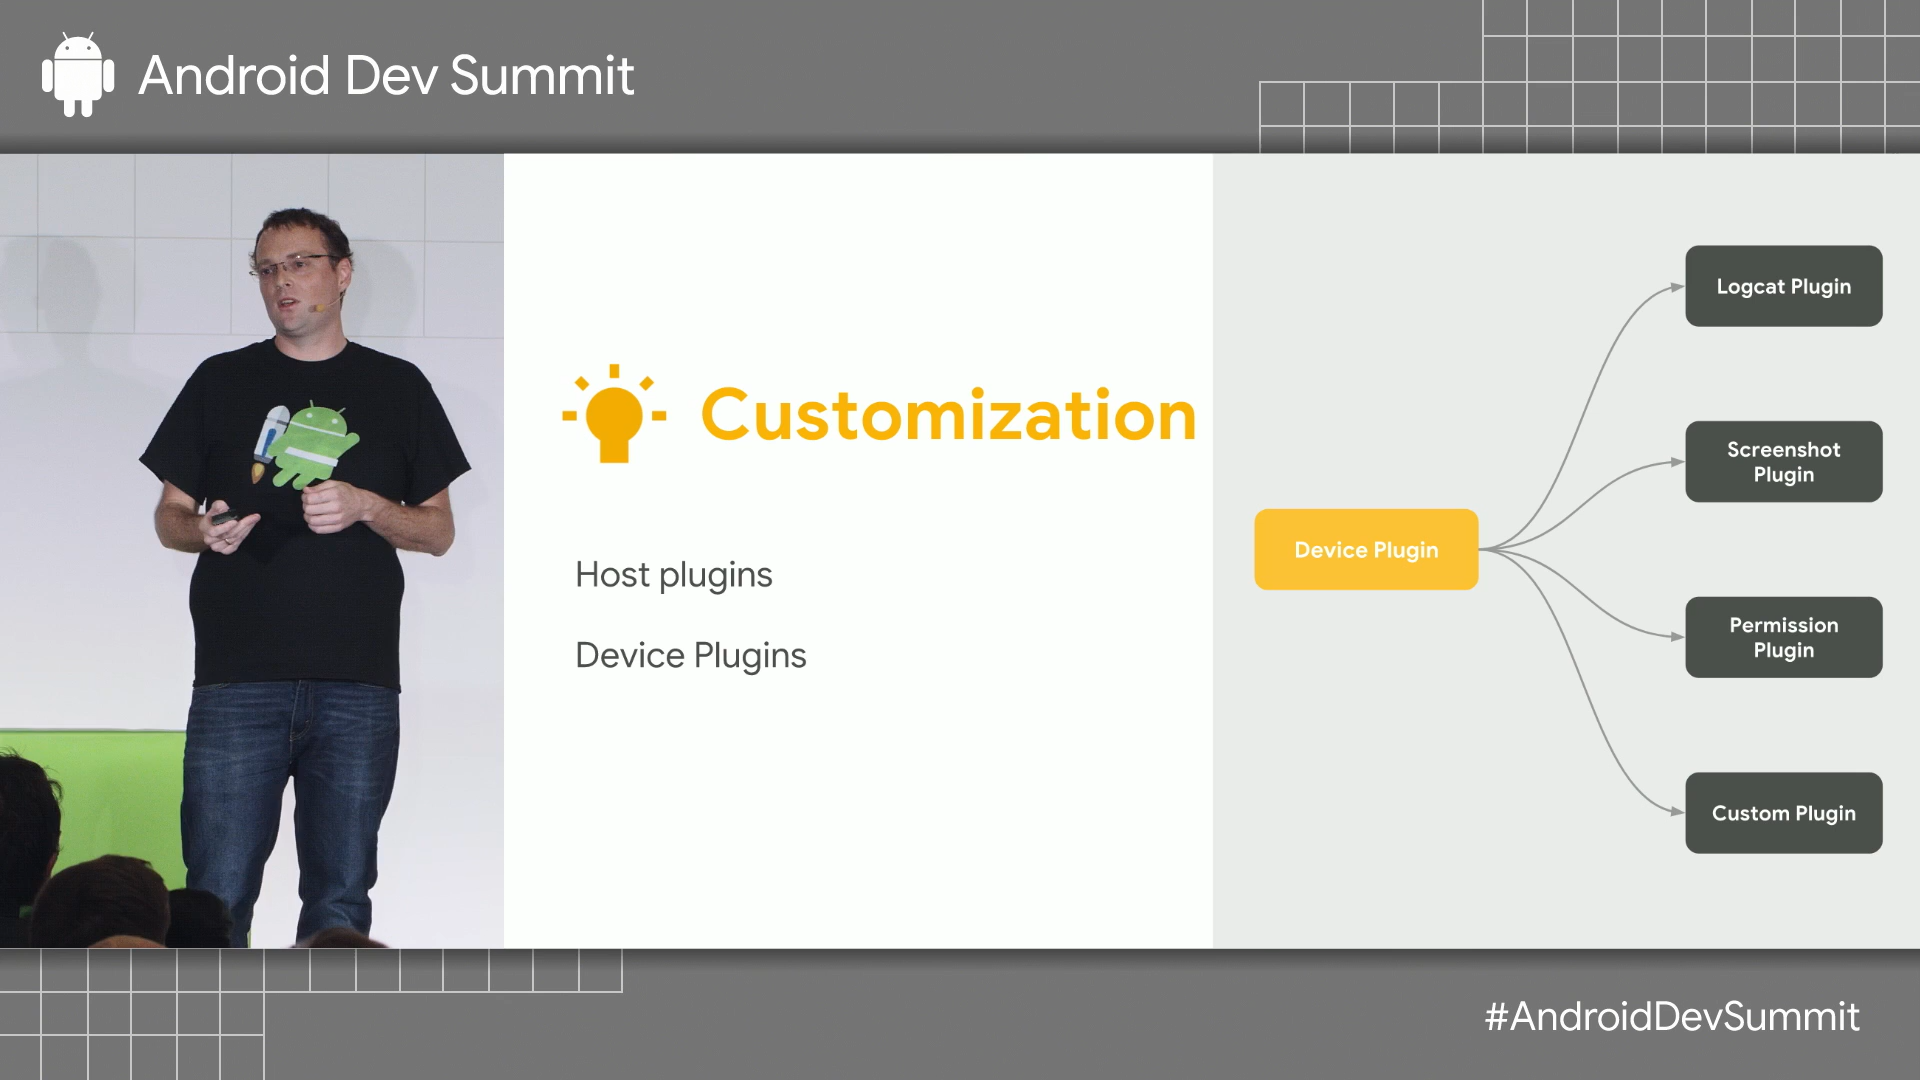 Android Dev Summit
Customization
Host plugins
Device Plugins
Device Plugin
Logcat Plugin
Screenshot
Plugin
Permission
Plugin
Custom Plugin
#AndroidDevSummit